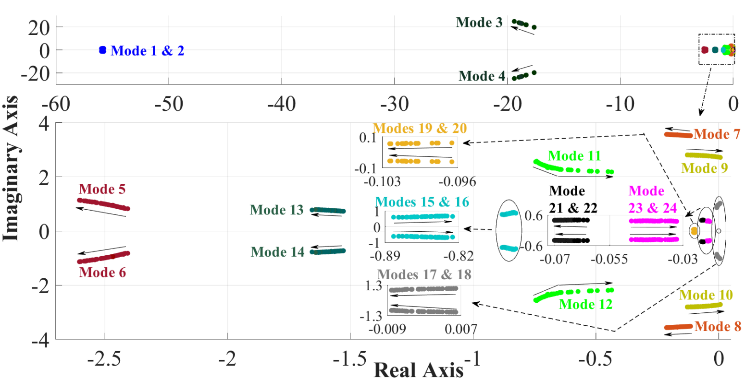 20
0
-20
Mode 1 & 2
Mode 3
Mode 4
-60
-50
-40
-30
-20
-10
0
Imaginary Axis
4
2
0
-2
-4
Modes 19 & 20
0.1
-0.1
-0.103
-0.096
Mode 7
Mode 9
Mode 11
Mode 5
Mode 6
Mode 13
Mode 14
Modes 15 & 16
1
0
-1
-0.89
-0.82
Mode
21 & 22
Mode
23 & 24
0.6
-0.6
-0.07
-0.055
-0.03
Modes 17 & 18
1.3
-1.3
-0.009
0.007
Mode 12
Mode 10
Mode 8
-2.5
-2
-1.5
-1
-0.5
0
Real Axis